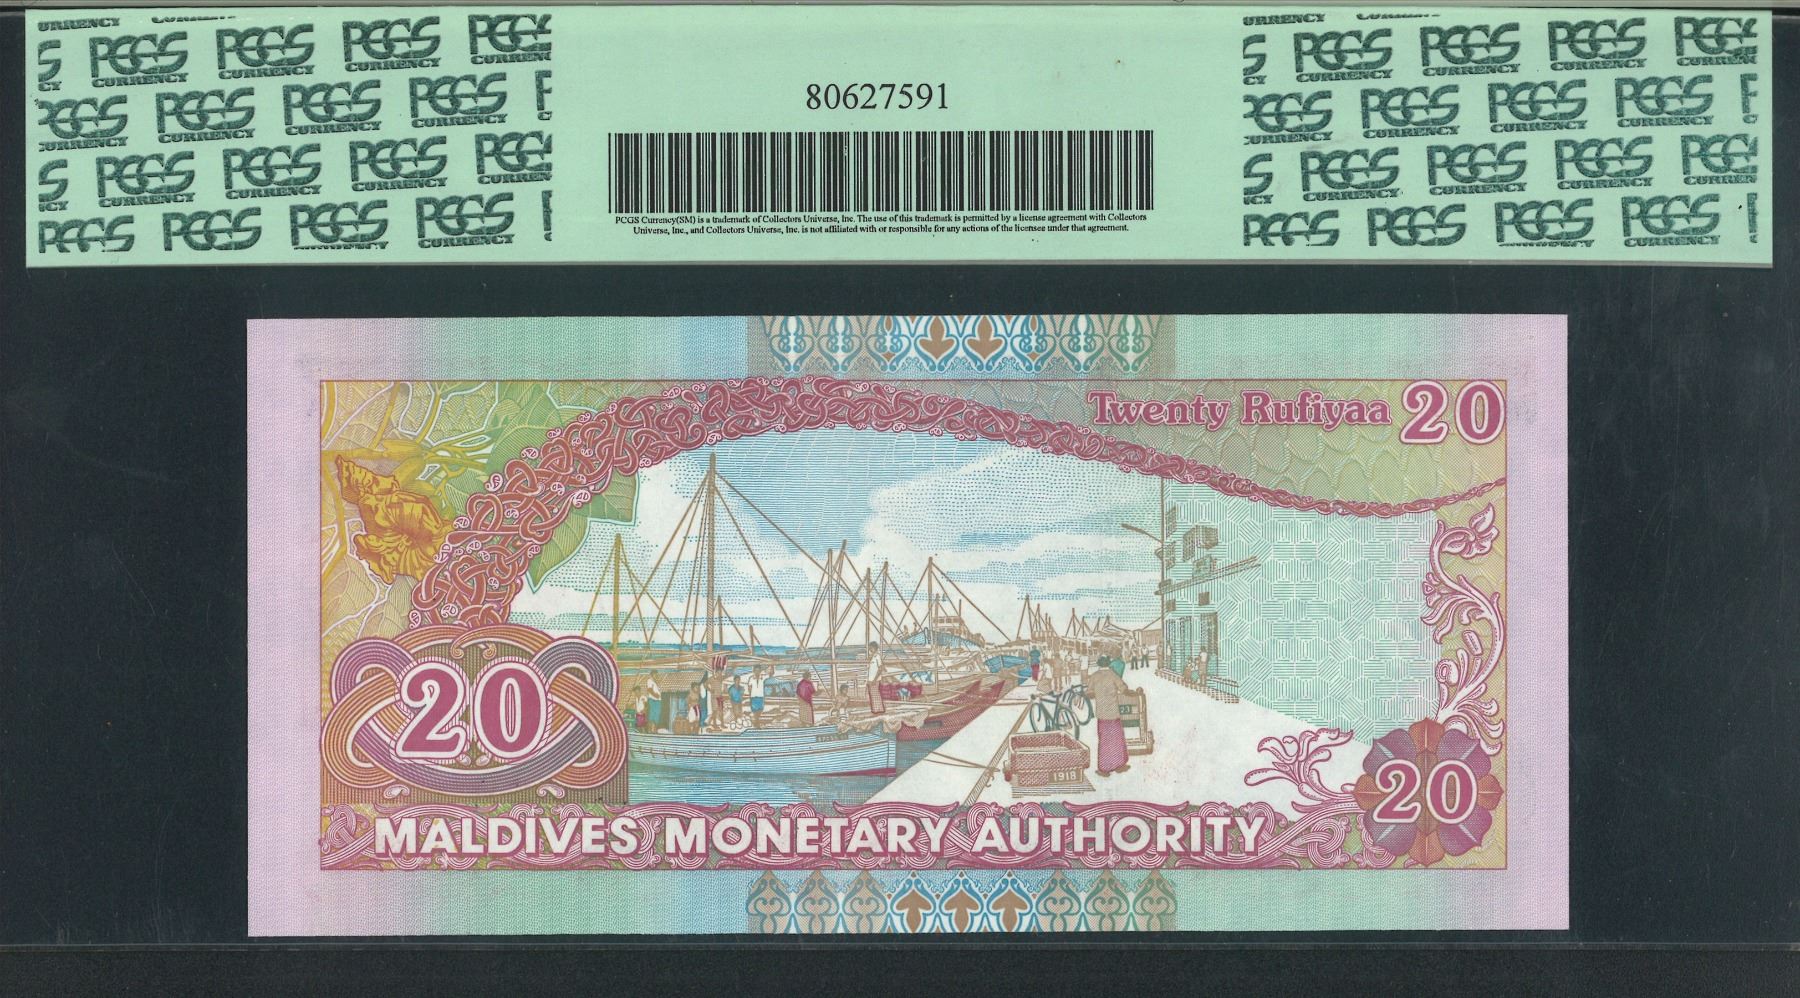 PCGS CURRENCY
80627591
PCGS Currency(SM) is a trademark of Collectors Universe, Inc. The use of this trademark is permitted by a license agreement with Collectors
Universe, Inc., and Collectors Universe, Inc. is not affiliated with or responsible for any actions of the licensee under that agreement.
Twenty Rufiyaa 20
20
1918
20
MALDIVES MONETARY AUTHORITY